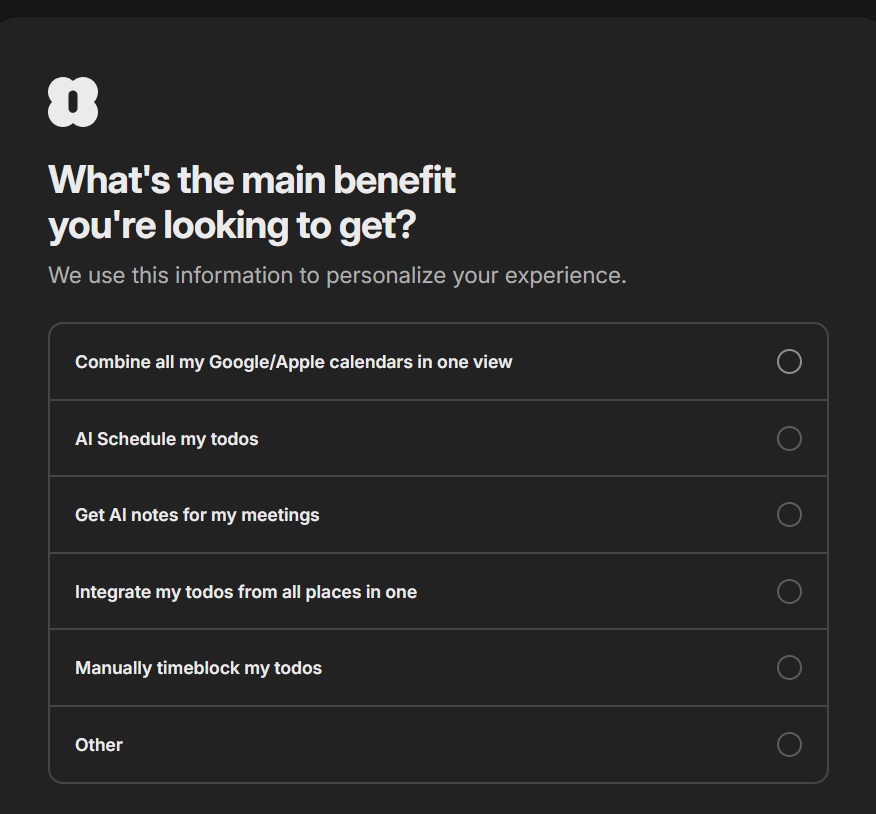 What's the main benefit
you're looking to get?
We use this information to personalize your experience.
Combine all my Google/Apple calendars in one view
AI Schedule my todos
Get AI notes for my meetings
Integrate my todos from all places in one
Manually timeblock my todos
Other